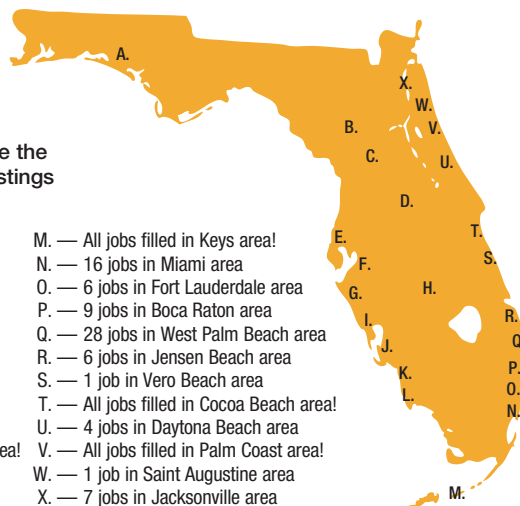 e the
stings
M. — All jobs filled in Keys area!
N. — 16 jobs in Miami area
O. — 6 jobs in Fort Lauderdale area
P. — 9 jobs in Boca Raton area
Q. — 28 jobs in West Palm Beach area
R. — 6 jobs in Jensen Beach area
S. — 1 job in Vero Beach area
T. — All jobs filled in Cocoa Beach area!
U. — 4 jobs in Daytona Beach area
ea! V. — All jobs filled in Palm Coast area!
W. — 1 job in Saint Augustine area
X. — 7 jobs in Jacksonville area
A.
X.
W.
B.
V.
C.
U.
D.
T.
E.
S.
F.
H.
G.
R.
I.
Q
J.
P.
K.
O.
L.
N.
M.